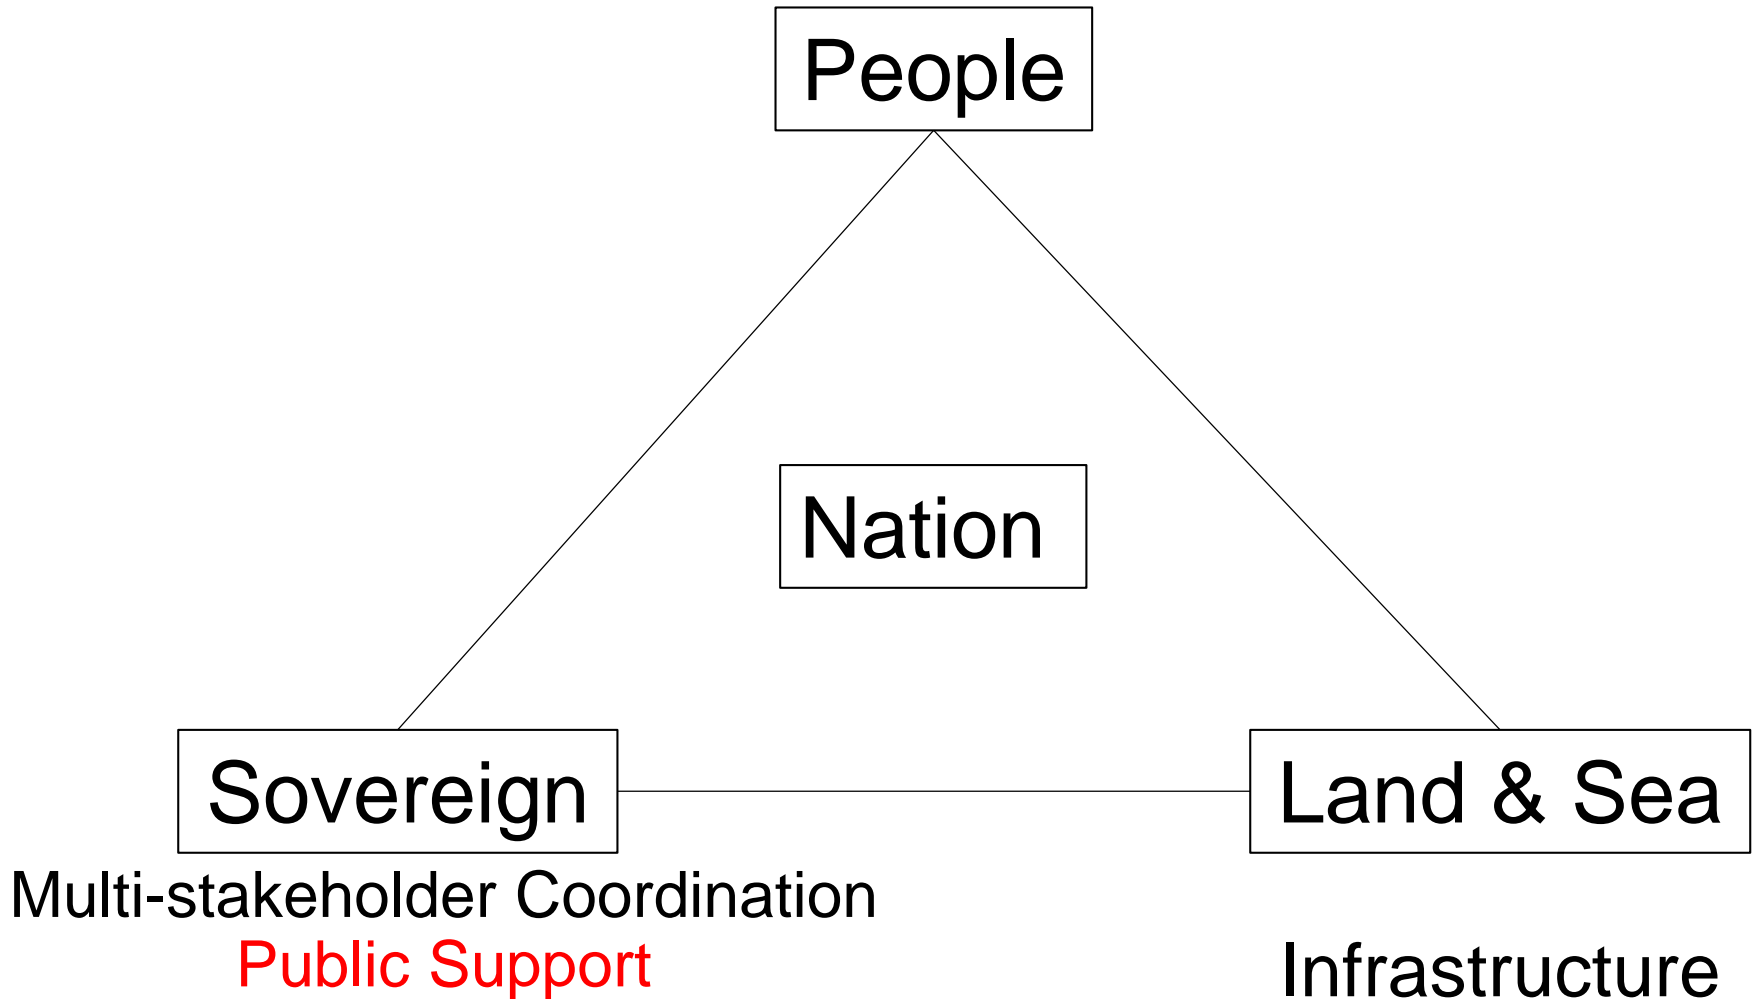 People
Nation
Sovereign
Land & Sea
Multi-stakeholder Coordination
Public Support
Infrastructure